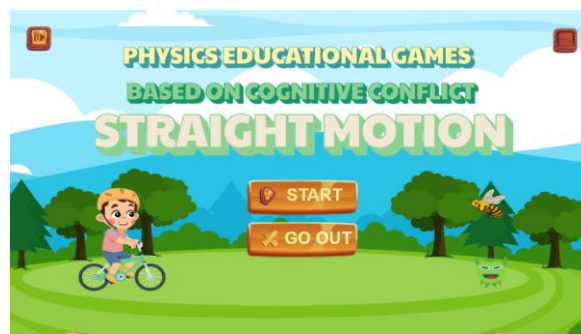 PHYSICS EDUCATIONAL GAMES
BASED ON COGNITIVE CONFLICT
STRAIGHT MOTION
START
GO OUT